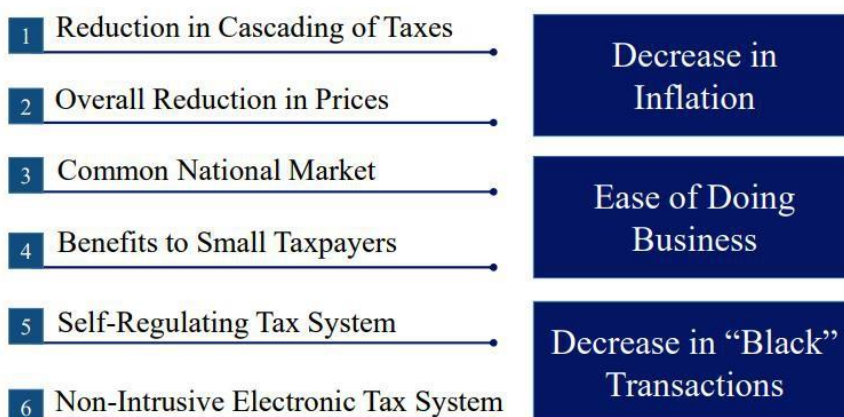 1 Reduction in Cascading of Taxes
2 Overall Reduction in Prices
3 Common National Market
4 Benefits to Small Taxpayers
5 Self-Regulating Tax System
6 Non-Intrusive Electronic Tax System
Decrease in
Inflation
Ease of Doing
Business
Decrease in “Black”
Transactions